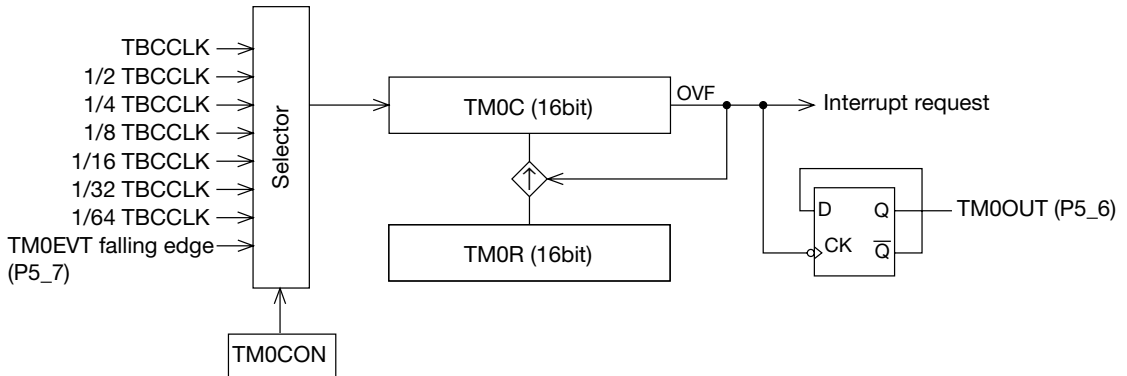 TBCCLK
1/2 TBCCLK
1/4 TBCCLK
1/8 TBCCLK
1/16 TBCCLK
1/32 TBCCLK
1/64 TBCCLK
TM0EVT falling edge
(P5_7)
Selector
TM0CON
TM0C (16bit)
OVF
Interrupt request
TM0R (16bit)
D
Q
CK
Q̅
TM0OUT (P5_6)